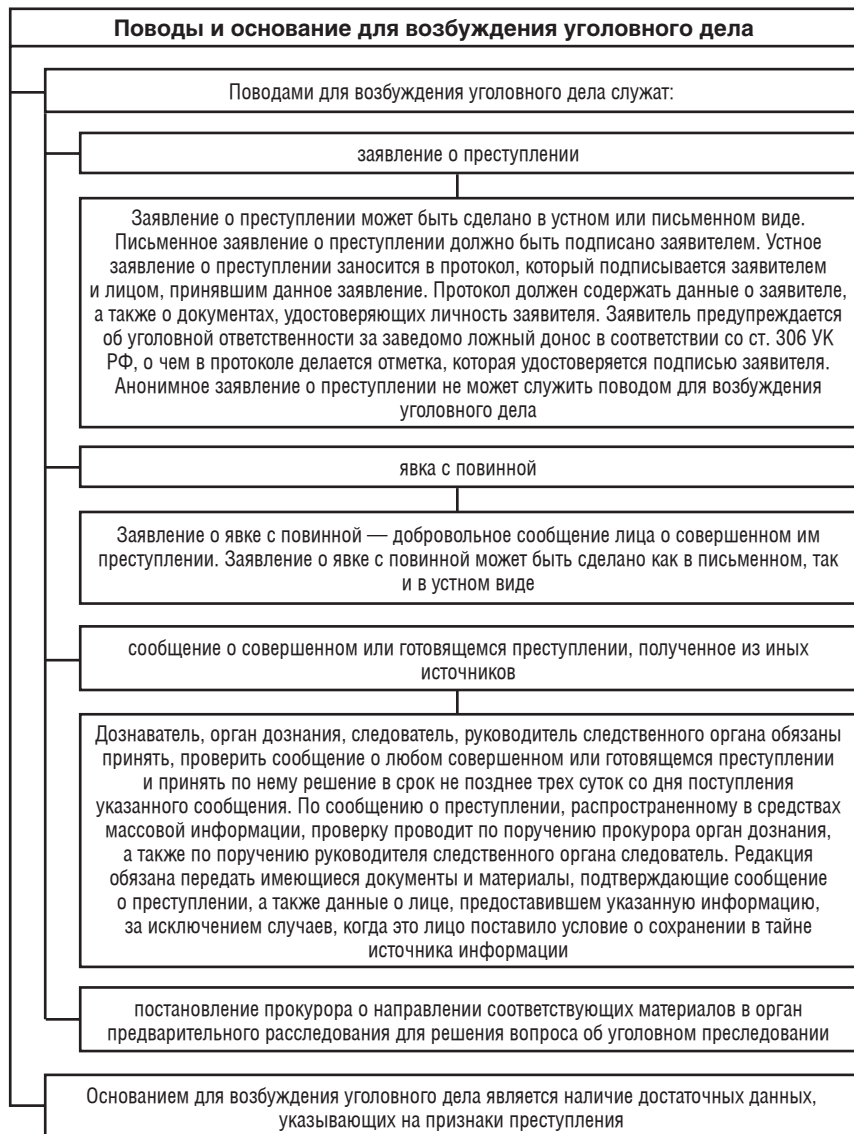 Поводы и основание для возбуждения уголовного дела
Поводами для возбуждения уголовного дела служат:
заявление о преступлении
Заявление о преступлении может быть сделано в устном или письменном виде.
Письменное заявление о преступлении должно быть подписано заявителем. Устное
заявление о преступлении заносится в протокол, который подписывается заявителем
и лицом, принявшим данное заявление. Протокол должен содержать данные о заявителе,
а также о документах, удостоверяющих личность заявителя. Заявитель предупреждается
об уголовной ответственности за заведомо ложный донос в соответствии со ст. 306 УК
РФ, о чем в протоколе делается отметка, которая удостоверяется подписью заявителя.
Анонимное заявление о преступлении не может служить поводом для возбуждения
уголовного дела
явка с повинной
Заявление о явке с повинной — добровольное сообщение лица о совершенном им
преступлении. Заявление о явке с повинной может быть сделано как в письменном, так
и в устном виде
сообщение о совершенном или готовящемся преступлении, полученное из иных
источников
Дознаватель, орган дознания, следователь, руководитель следственного органа обязаны
принять, проверить сообщение о любом совершенном или готовящемся преступлении
и принять по нему решение в срок не позднее трех суток со дня поступления
указанного сообщения. По сообщению о преступлении, распространенному в средствах
массовой информации, проверку проводит по поручению прокурора орган дознания,
а также по поручению руководителя следственного органа следователь. Редакция
обязана передать имеющиеся документы и материалы, подтверждающие сообщение
о преступлении, а также данные о лице, предоставившем указанную информацию,
за исключением случаев, когда это лицо поставило условие о сохранении в тайне
источника информации
постановление прокурора о направлении соответствующих материалов в орган
предварительного расследования для решения вопроса об уголовном преследовании
Основанием для возбуждения уголовного дела является наличие достаточных данных,
указывающих на признаки преступления